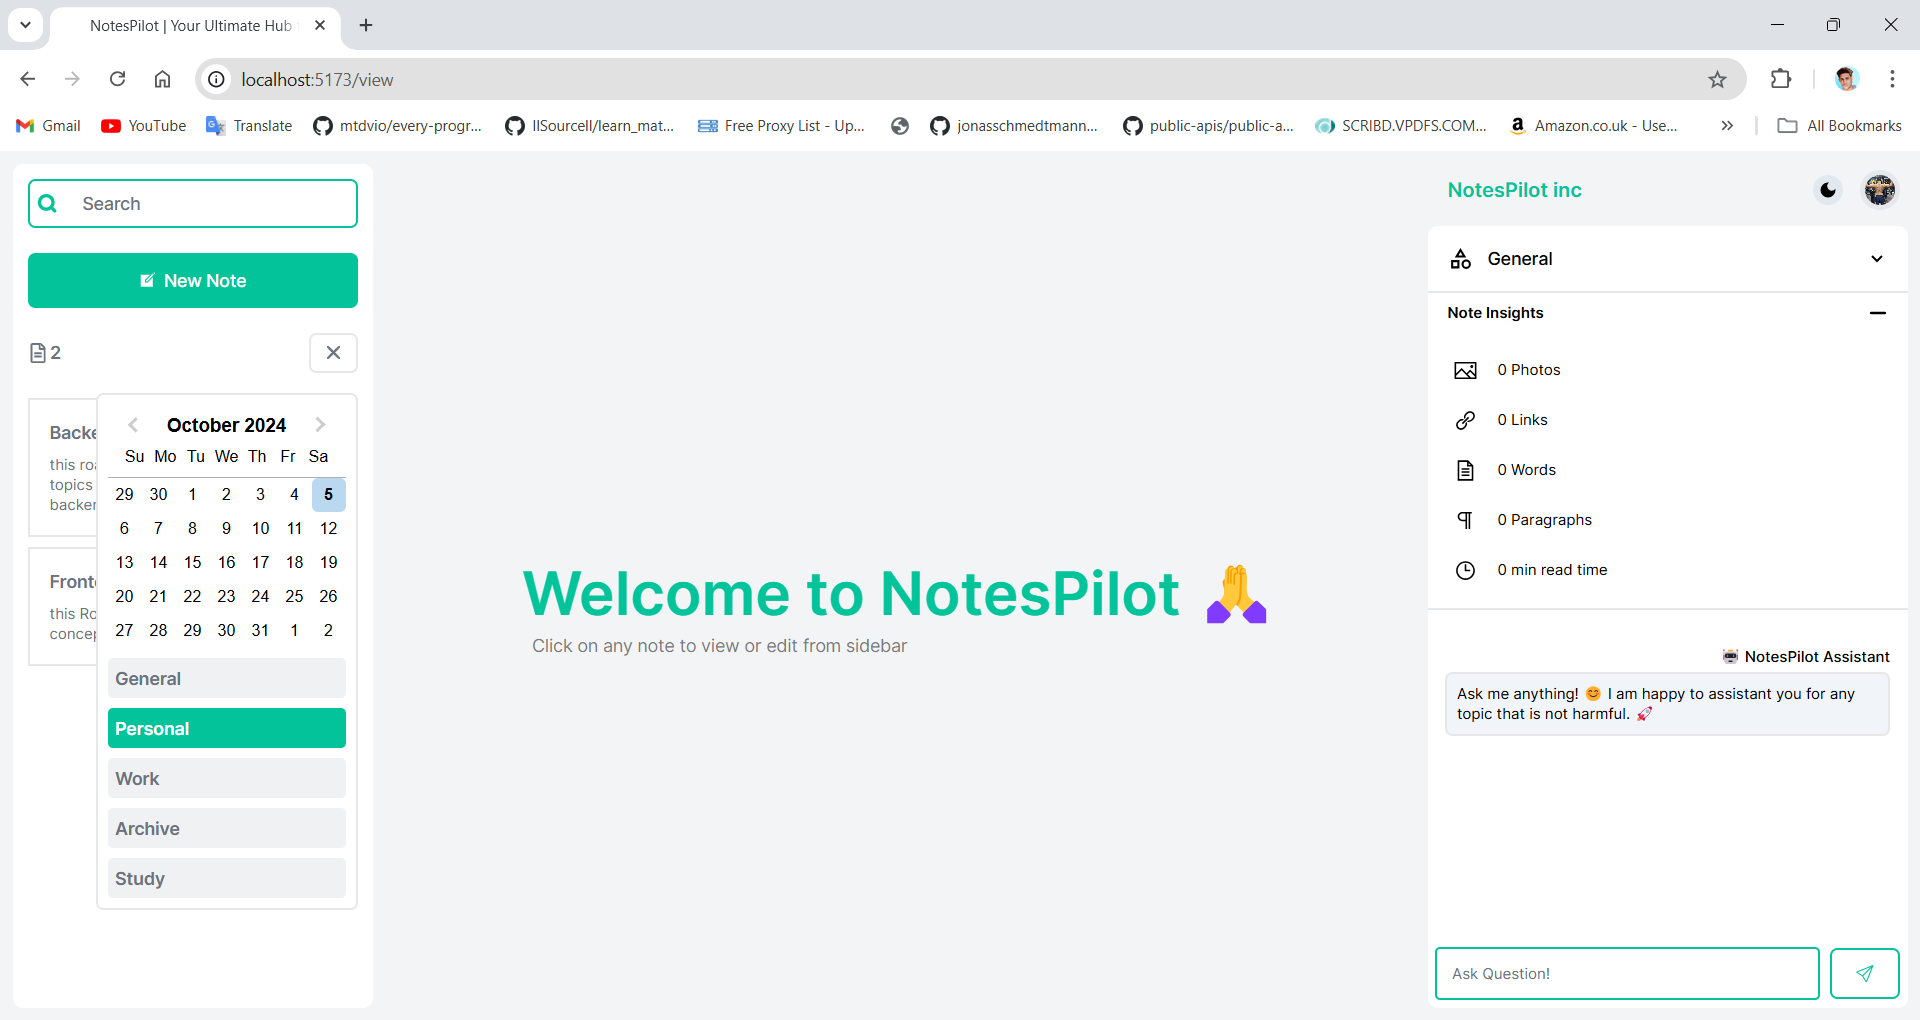 NotesPilot | Your Ultimate Hub
localhost:5173/view
Gmail
YouTube
Translate
mtdvio/every-progr...
llSourcell/learn_mat...
Free Proxy List - Up...
jonasschmedtmann...
public-apis/public-a...
SCRIBD.VPDFS.COM...
Amazon.co.uk - Use...
All Bookmarks
Search
New Note
2
Backe
this roa
topics
backen
Fronte
this Ro
concep
October 2024
Su Mo Tu We Th Fr Sa
29 30 1 2 3 4 5
6 7 8 9 10 11 12
13 14 15 16 17 18 19
20 21 22 23 24 25 26
27 28 29 30 31 1 2
General
Personal
Work
Archive
Study
Welcome to NotesPilot 🙏
Click on any note to view or edit from sidebar
NotesPilot inc
General
Note Insights
0 Photos
0 Links
0 Words
0 Paragraphs
0 min read time
🤖 NotesPilot Assistant
Ask me anything! 😊 I am happy to assistant you for any
topic that is not harmful. 🚀
Ask Question!